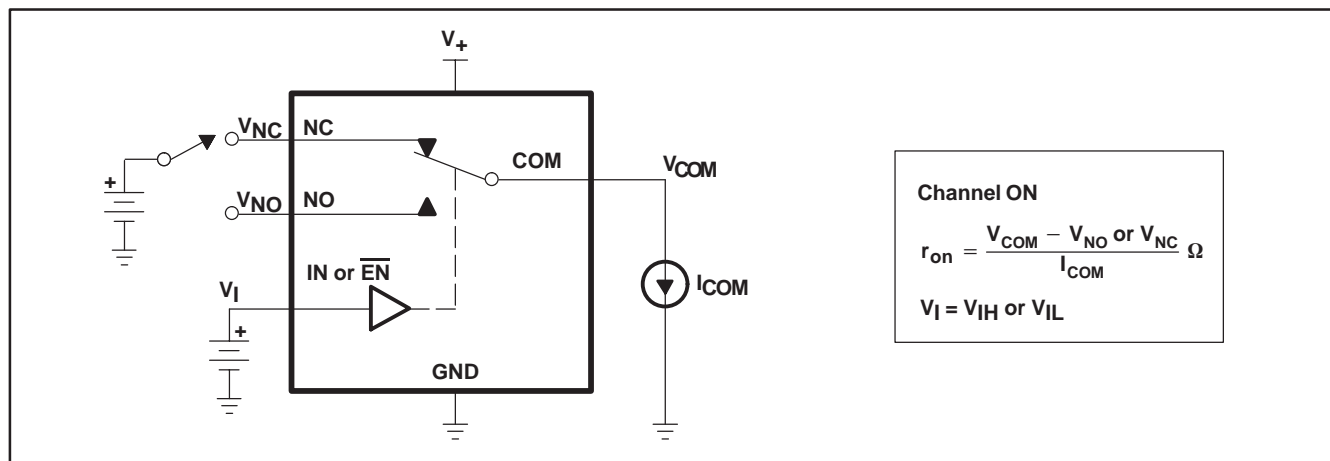 V+
VNC NC
COM
VCOM
+
VNO NO
IN or EN
VI
+
ICOM
GND
Channel ON
ron = VCOM – VNO or VNC / ICOM Ω
VI = VIH or VIL